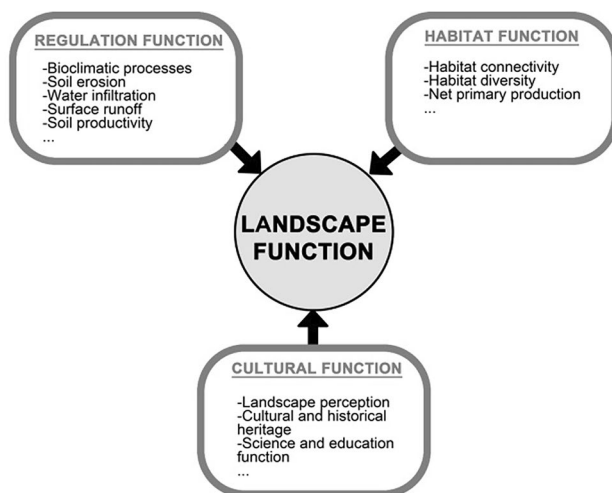 REGULATION FUNCTION
-Bioclimatic processes
-Soil erosion
-Water infiltration
-Surface runoff
-Soil productivity
...
HABITAT FUNCTION
-Habitat connectivity
-Habitat diversity
-Net primary production
...
LANDSCAPE
FUNCTION
CULTURAL FUNCTION
-Landscape perception
-Cultural and historical
heritage
-Science and education
function
...